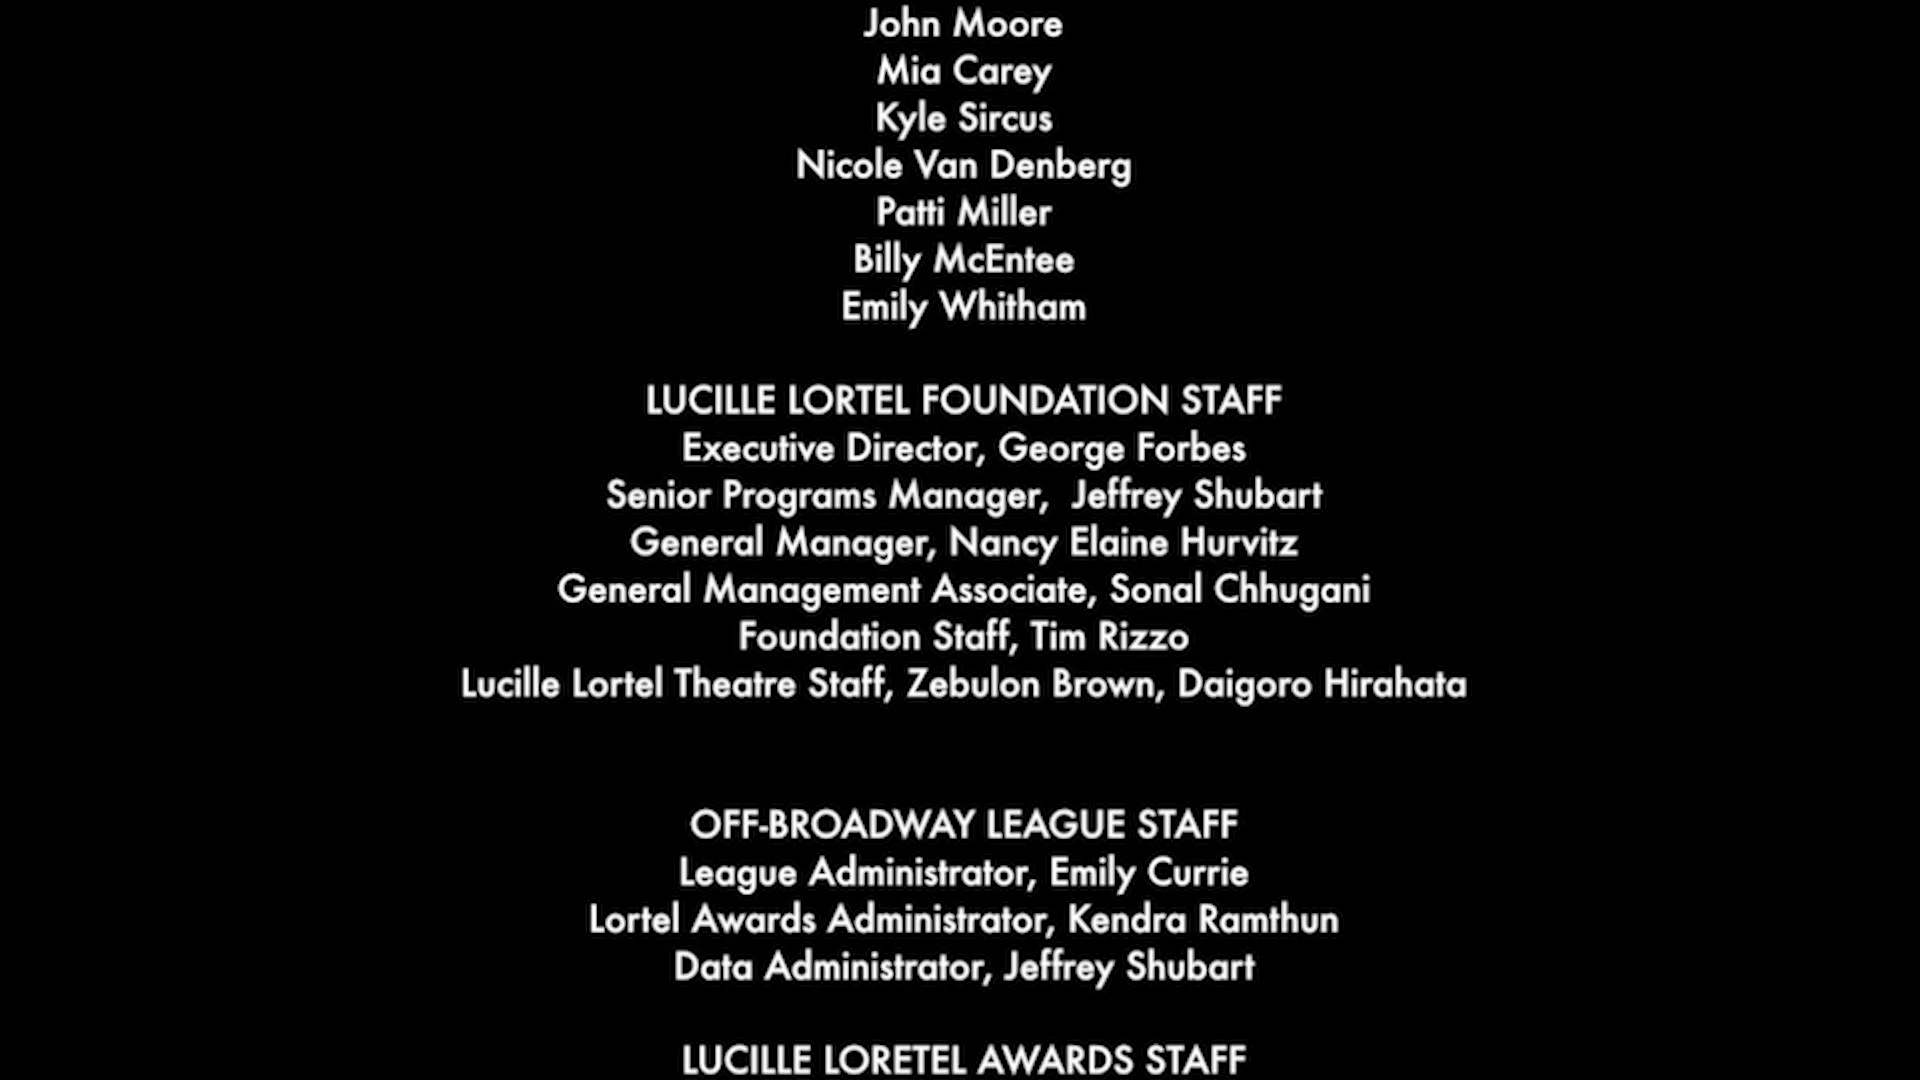 John Moore
Mia Carey
Kyle Sircus
Nicole Van Denberg
Patti Miller
Billy McEntee
Emily Whitham
LUCILLE LORTEL FOUNDATION STAFF
Executive Director, George Forbes
Senior Programs Manager,  Jeffrey Shubart
General Manager, Nancy Elaine Hurvitz
General Management Associate, Sonal Chhugani
Foundation Staff, Tim Rizzo
Lucille Lortel Theatre Staff, Zebulon Brown, Daigoro Hirahata
OFF-BROADWAY LEAGUE STAFF
League Administrator, Emily Currie
Lortel Awards Administrator, Kendra Ramthun
Data Administrator, Jeffrey Shubart
LUCILLE LORETEL AWARDS STAFF